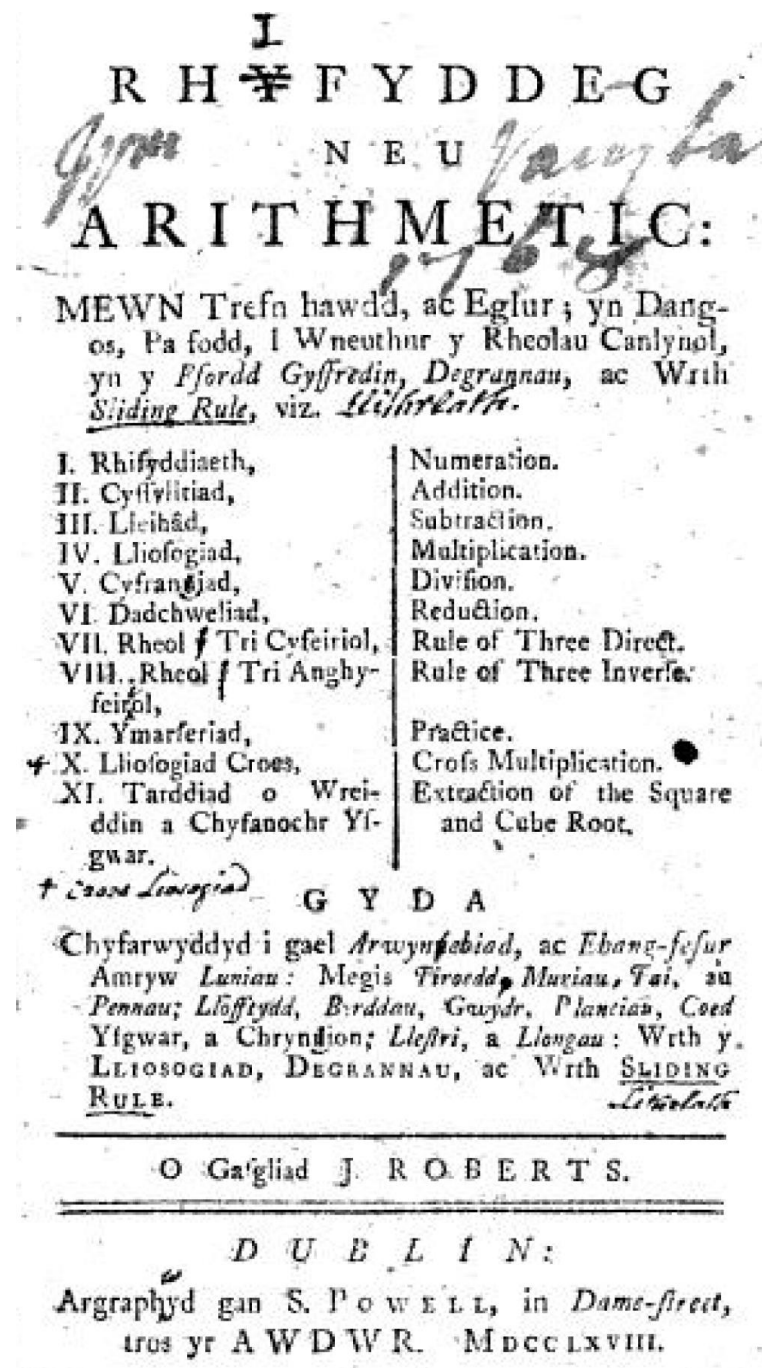 I
RHYFYDDEG
NEU
ARITHMETIC:
1768
MEWN Trefn hawdd, ac Eglur; yn Dang-
os, Pa fodd, I Wneuthur y Rheolau Canlynol,
yn y Ffordd Gyffredin, Degrannau, ac Wrth
Sliding Rule, viz.
I. Rhifyddiaeth, Numeration.
II. Cyſſylltiad, Addition.
III. Lleihâd, Subtraction.
IV. Llioſogiad, Multiplication.
V. Cyfranniad, Diviſion.
VI. Dadchweliad, Reduction.
VII. Rheol Tri Cyfeiriol, Rule of Three Direct.
VIII. Rheol Tri Anghy- Rule of Three Inverſe.
feiriol,
IX. Ymarferiad, Practice.
+ X. Llioſogiad Croes, Croſs Multiplication.
XI. Tarddiad o Wrei- Extraction of the Square
ddin a Chyfanochr Yſ- and Cube Root.
gwar.
+ Croes Liosogiad
GYDA
Chyfarwyddyd i gael Arwynebiad, ac Ehang-feſur
Amryw Luniau: Megis Tiroedd, Muriau, Tai, au
Pennau; Llofftydd, Byrddau, Gwydr, Planciau, Coed
Yſgwar, a Chrynion; Lleſtri, a Llongau: Wrth y
LLIOSOGIAD, DEGRANNAU, ac Wrth SLIDING
RULE.
O Gaſgliad J. ROBERTS.
DUBLIN:
Argraphwyd gan S. POWELL, in Dame-ſtreet,
tros yr AWDWR. MDCCLXVIII.